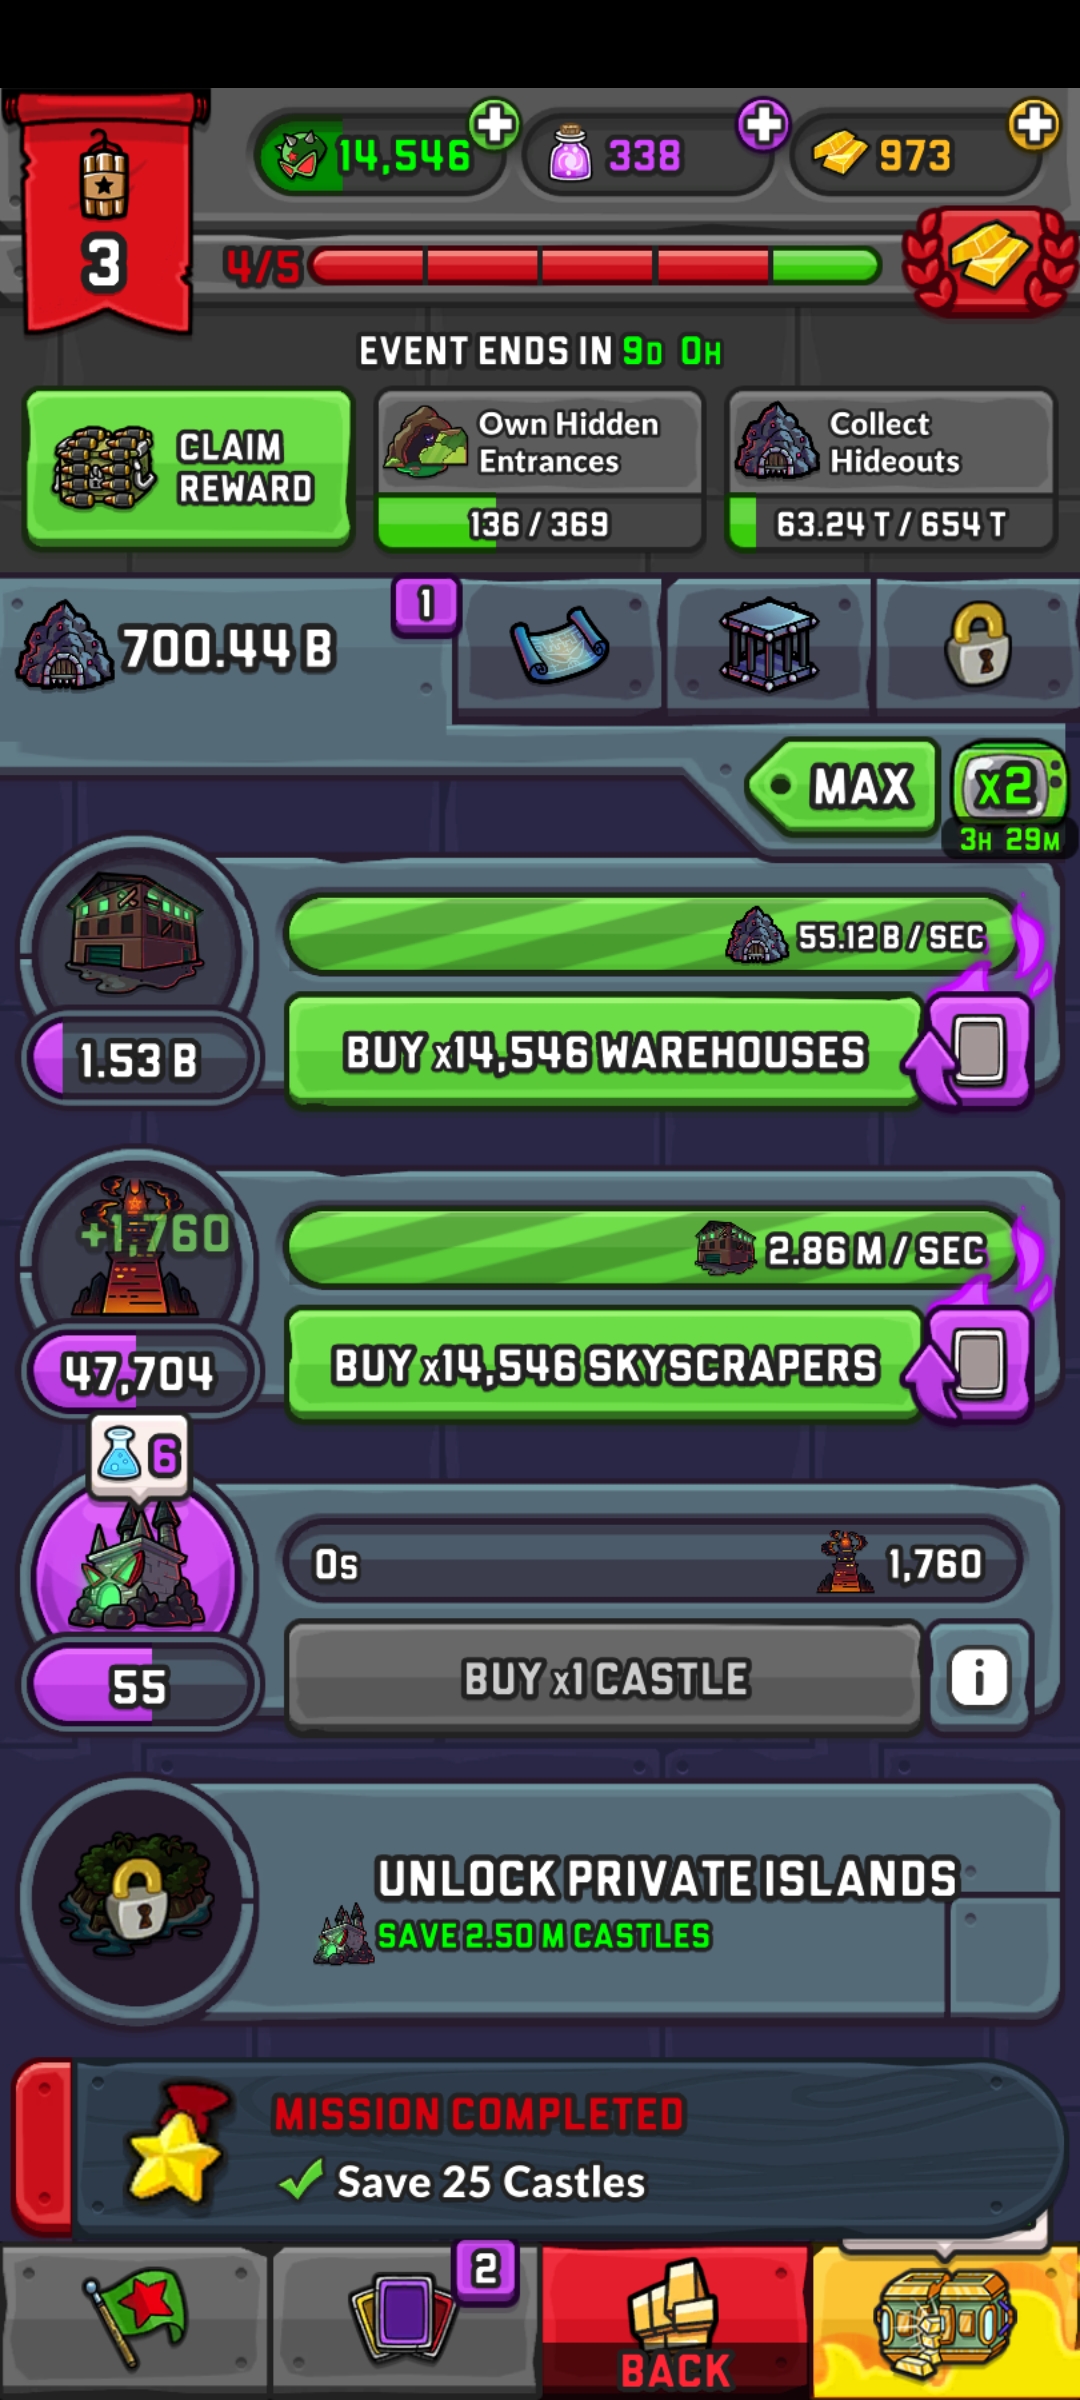 14,546
338
973
3
4/5
EVENT ENDS IN 9D 0H
CLAIM
REWARD
Own Hidden
Entrances
136 / 369
Collect
Hideouts
63.24 T / 654 T
700.44 B
1
MAX
x2
3H 29M
55.12 B / SEC
1.53 B
BUY x14,546 WAREHOUSES
+1,760
2.86 M / SEC
47,704
BUY x14,546 SKYSCRAPERS
6
0s
1,760
55
BUY x1 CASTLE
i
UNLOCK PRIVATE ISLANDS
SAVE 2.50 M CASTLES
MISSION COMPLETED
Save 25 Castles
2
BACK